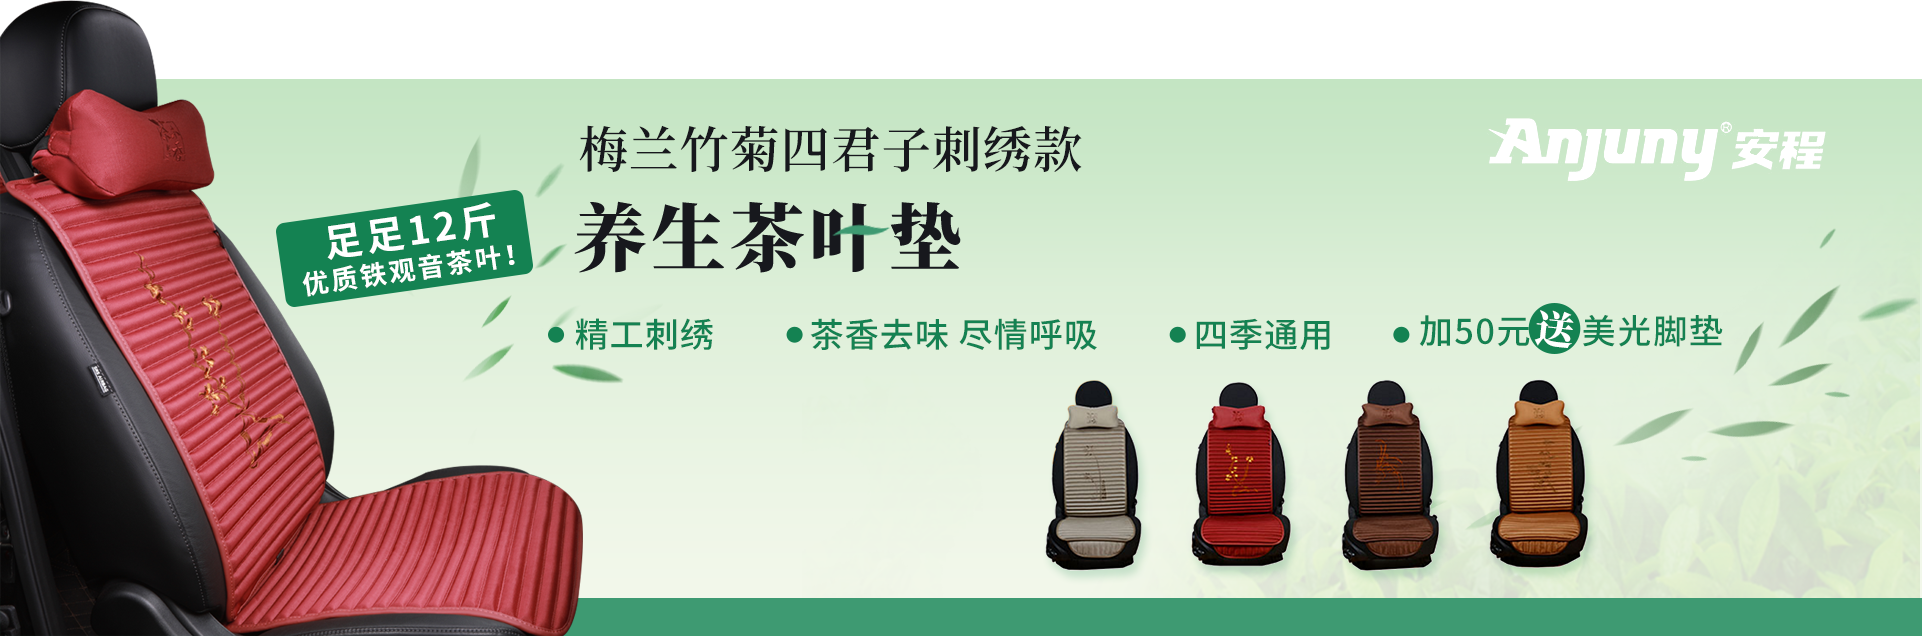 梅兰竹菊四君子刺绣款
养生茶叶垫
Anjuny®安程
足足12斤
优质铁观音茶叶！
精工刺绣
茶香去味 尽情呼吸
四季通用
加50元送美光脚垫